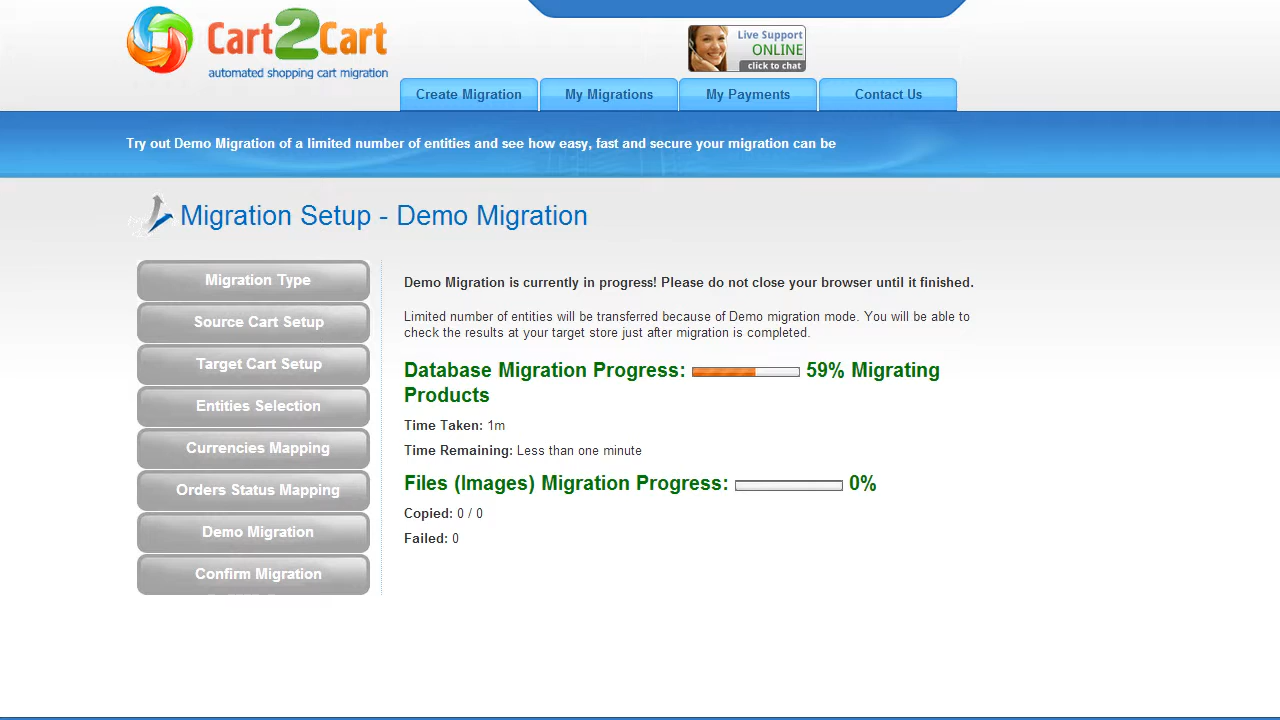 Cart2Cart
automated shopping cart migration
Live Support
ONLINE
click to chat
Create Migration
My Migrations
My Payments
Contact Us
Try out Demo Migration of a limited number of entities and see how easy, fast and secure your migration can be
Migration Setup - Demo Migration
Migration Type
Source Cart Setup
Target Cart Setup
Entities Selection
Currencies Mapping
Orders Status Mapping
Demo Migration
Confirm Migration
Demo Migration is currently in progress! Please do not close your browser until it finished.
Limited number of entities will be transferred because of Demo migration mode. You will be able to
check the results at your target store just after migration is completed.
Database Migration Progress: 59% Migrating
Products
Time Taken: 1m
Time Remaining: Less than one minute
Files (Images) Migration Progress: 0%
Copied: 0 / 0
Failed: 0